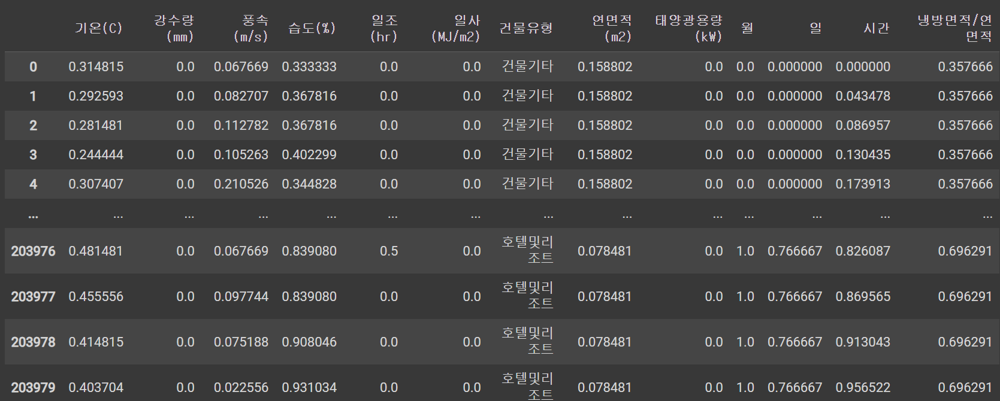 기온(C) 강수량(mm) 풍속(m/s) 습도(%) 일조(hr) 일사(MJ/m2) 건물유형 연면적(m2) 태양광용량(kW) 월 일 시간 냉방면적/연면적
0 0.314815 0.0 0.067669 0.333333 0.0 0.0 건물기타 0.158802 0.0 0.0 0.000000 0.000000 0.357666
1 0.292593 0.0 0.082707 0.367816 0.0 0.0 건물기타 0.158802 0.0 0.0 0.000000 0.043478 0.357666
2 0.281481 0.0 0.112782 0.367816 0.0 0.0 건물기타 0.158802 0.0 0.0 0.000000 0.086957 0.357666
3 0.244444 0.0 0.105263 0.402299 0.0 0.0 건물기타 0.158802 0.0 0.0 0.000000 0.130435 0.357666
4 0.307407 0.0 0.210526 0.344828 0.0 0.0 건물기타 0.158802 0.0 0.0 0.000000 0.173913 0.357666
... ... ... ... ... ... ... ... ... ... ... ... ... ...
203976 0.481481 0.0 0.067669 0.839080 0.5 0.0 호텔및리조트 0.078481 0.0 1.0 0.766667 0.826087 0.696291
203977 0.455556 0.0 0.097744 0.839080 0.0 0.0 호텔및리조트 0.078481 0.0 1.0 0.766667 0.869565 0.696291
203978 0.414815 0.0 0.075188 0.908046 0.0 0.0 호텔및리조트 0.078481 0.0 1.0 0.766667 0.913043 0.696291
203979 0.403704 0.0 0.022556 0.931034 0.0 0.0 호텔및리조트 0.078481 0.0 1.0 0.766667 0.956522 0.696291